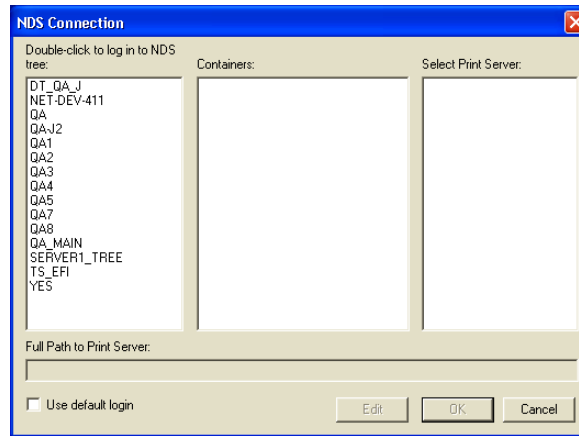 NDS Connection
Double-click to log in to NDS
tree:
Containers:
Select Print Server:
DT_QA_J
NET-DEV-411
QA
QA-J2
QA1
QA2
QA3
QA4
QA5
QA7
QA8
QA_MAIN
SERVER1_TREE
TS_EFI
YES
Full Path to Print Server:
Use default login
Edit
OK
Cancel